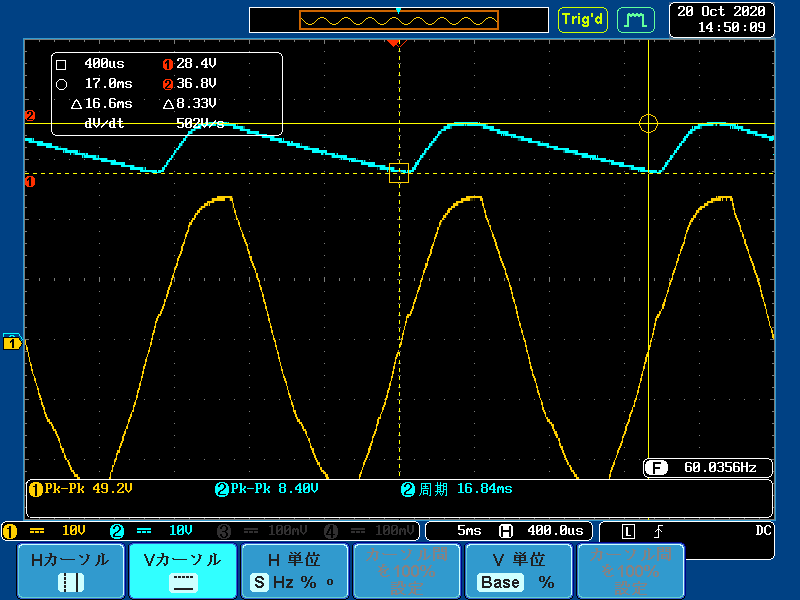 Trig'd
20 Oct 2020
14:50:09
400us ① 28.4V
17.0ms ② 36.8V
△16.6ms △8.33V
dV/dt 502V/s
2
1
1
F 60.0356Hz
①Pk-Pk 49.2V ②Pk-Pk 8.40V ②周期 16.84ms
① 10V ② 10V ③ 100mV ④ 100mV 5ms H 400.0us L DC
Hカーソル Vカーソル H 単位 カーソル間 V 単位 カーソル間
S Hz % ° を100% Base % を100%
設定 設定